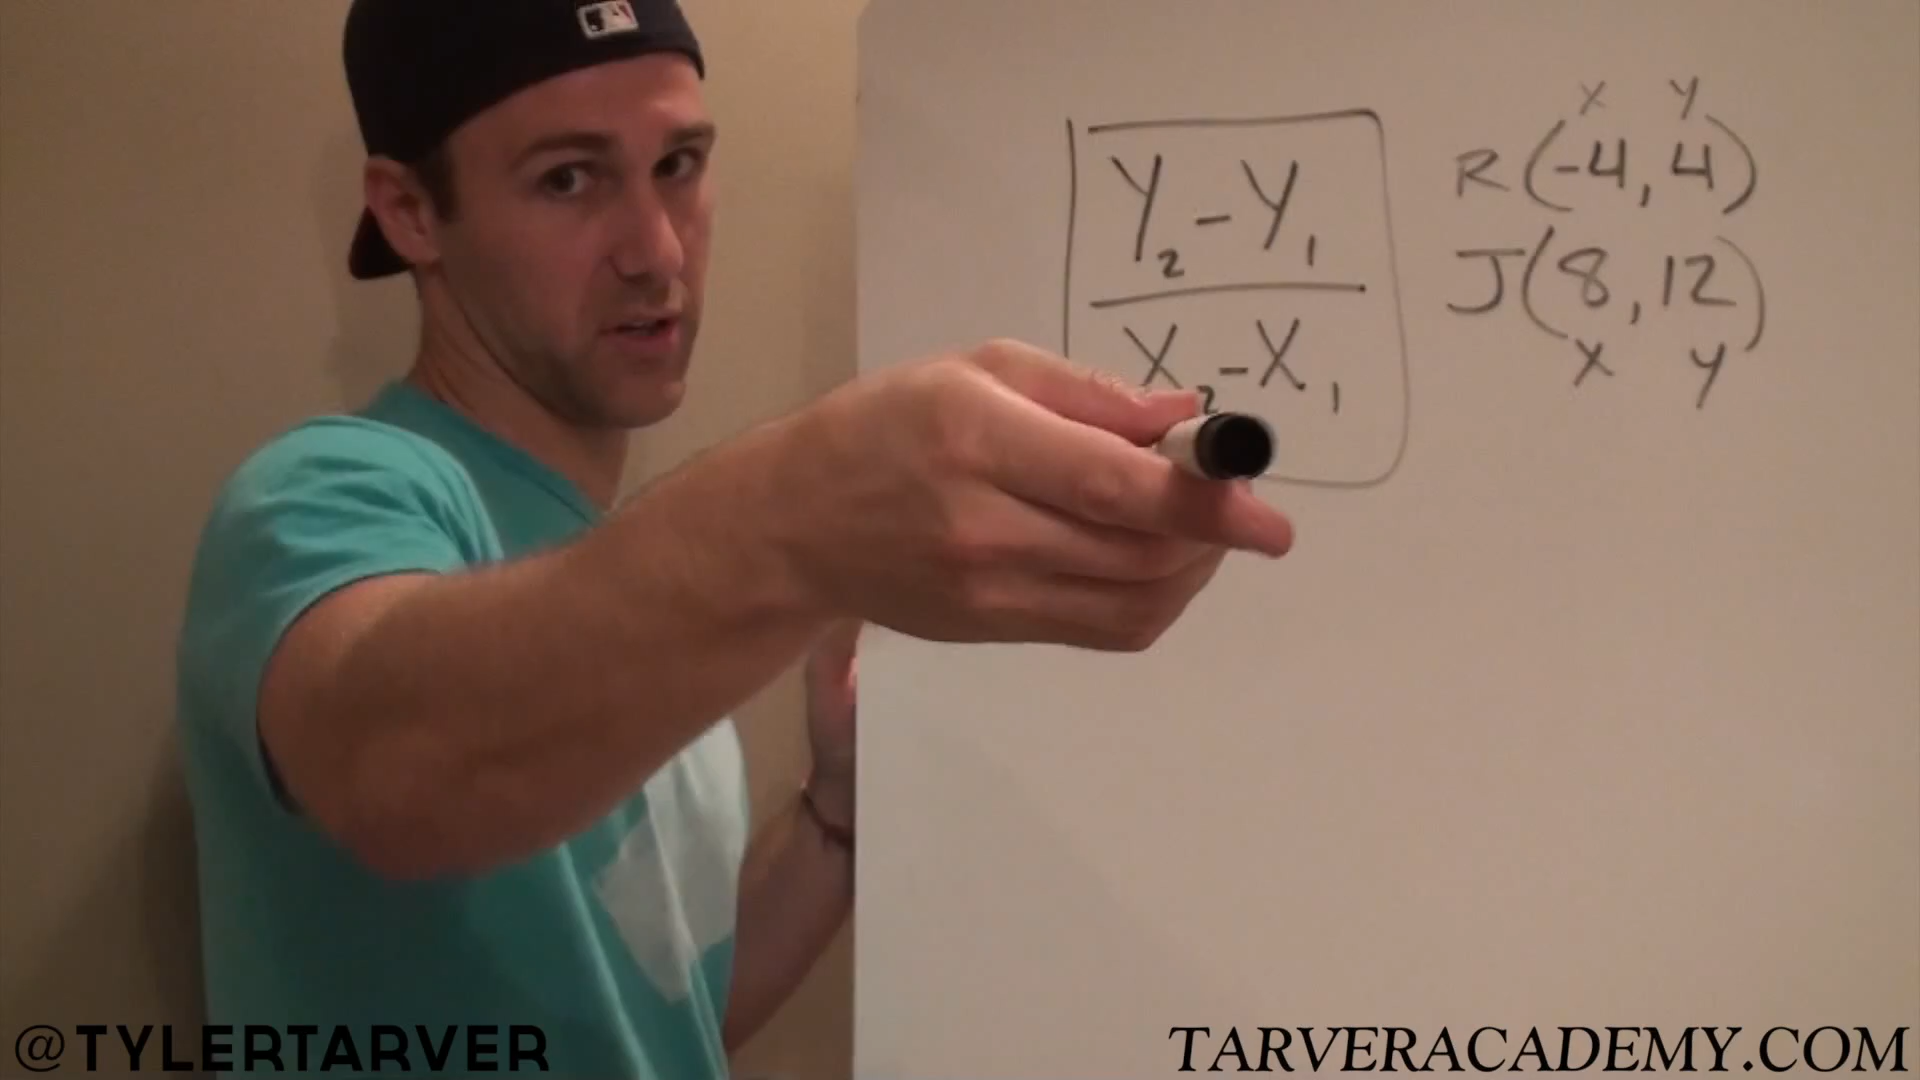 x y
R(-4, 4)
J(8, 12)
x y
Y₂ - Y₁
X₂ - X₁
@TYLERTARVER
TARVERACADEMY.COM